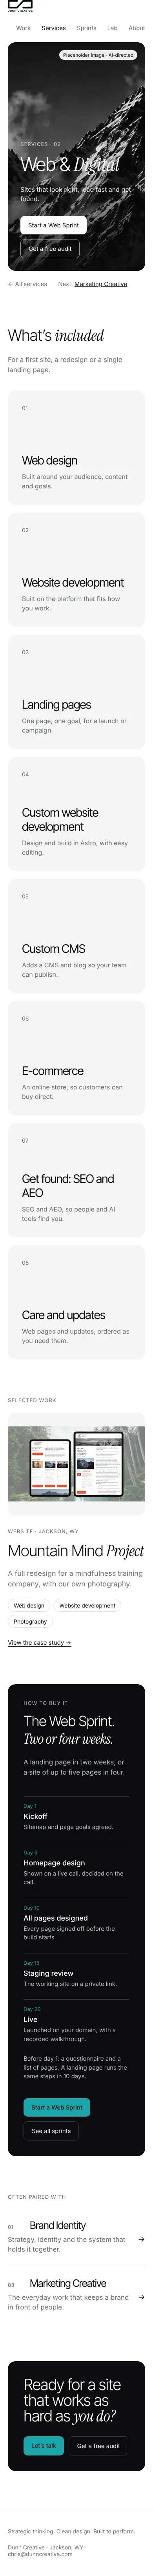 DUNN CREATIVE
Work Services Sprints Lab About
Placeholder image · AI-directed
SERVICES · 02
Web & Digital
Sites that look right, load fast and get
found.
Start a Web Sprint
Get a free audit
← All services Next: Marketing Creative
What's included
For a first site, a redesign or a single
landing page.
01
Web design
Built around your audience, content
and goals.
02
Website development
Built on the platform that fits how
you work.
03
Landing pages
One page, one goal, for a launch or
campaign.
04
Custom website
development
Design and build in Astro, with easy
editing.
05
Custom CMS
Adds a CMS and blog so your team
can publish.
06
E-commerce
An online store, so customers can
buy direct.
07
Get found: SEO and
AEO
SEO and AEO, so people and AI
tools find you.
08
Care and updates
Web pages and updates, ordered as
you need them.
SELECTED WORK
WEBSITE · JACKSON, WY
Mountain Mind Project
A full redesign for a mindfulness training
company, with our own photography.
Web design Website development
Photography
View the case study →
HOW TO BUY IT
The Web Sprint.
Two or four weeks.
A landing page in two weeks, or
a site of up to five pages in four.
Day 1
Kickoff
Sitemap and page goals agreed.
Day 5
Homepage design
Shown on a live call, decided on the
call.
Day 10
All pages designed
Every page signed off before the
build starts.
Day 15
Staging review
The working site on a private link.
Day 20
Live
Launched on your domain, with a
recorded walkthrough.
Before day 1: a questionnaire and a
list of pages. A landing page runs the
same steps in 10 days.
Start a Web Sprint
See all sprints
OFTEN PAIRED WITH
01 Brand Identity
Strategy, identity and the system that
holds it together.
→
03 Marketing Creative
The everyday work that keeps a brand
in front of people.
→
Ready for a site
that works as
hard as you do?
Let's talk Get a free audit
Strategic thinking. Clean design. Built to perform.
Dunn Creative · Jackson, WY ·
chris@dunncreative.com